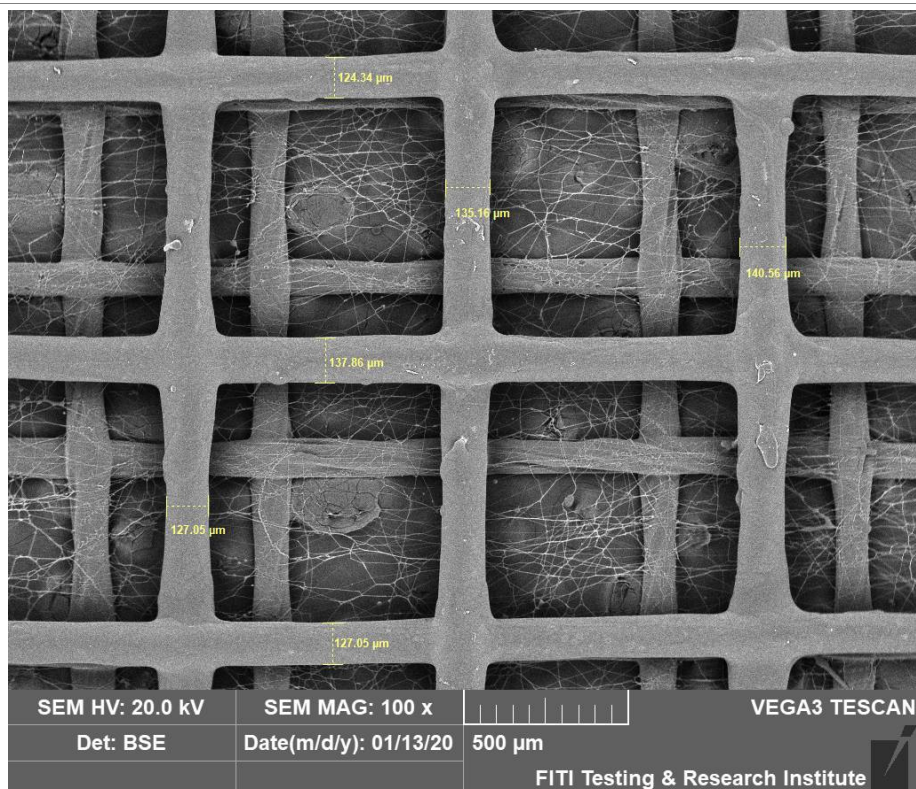 124.34 µm
135.16 µm
140.56 µm
137.86 µm
127.05 µm
127.05 µm
SEM HV: 20.0 kV
SEM MAG: 100 x
VEGA3 TESCAN
Det: BSE
Date(m/d/y): 01/13/20
500 µm
FITI Testing & Research Institute